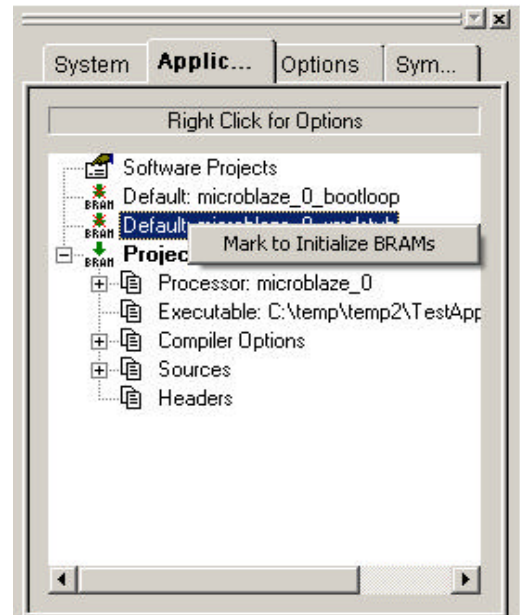 System Applic... Options Sym...
Right Click for Options
Software Projects
BRAM Default: microblaze_0_bootloop
BRAM Default:
Mark to Initialize BRAMs
BRAM
Processor: microblaze_0
Executable: C:\temp\temp2\TestApp
Compiler Options
Sources
Headers